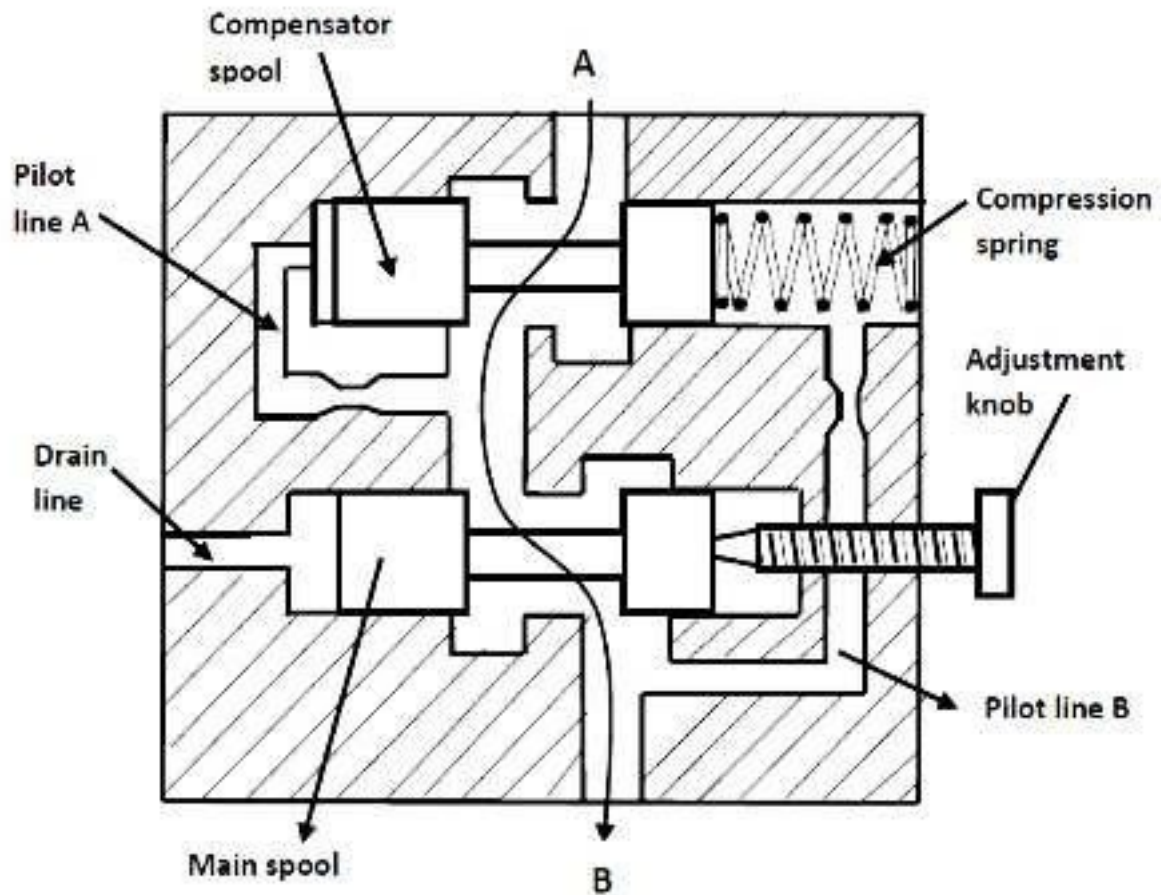 Compensator
spool
A
Pilot
line A
Compression
spring
Adjustment
knob
Drain
line
Pilot line B
Main spool
B